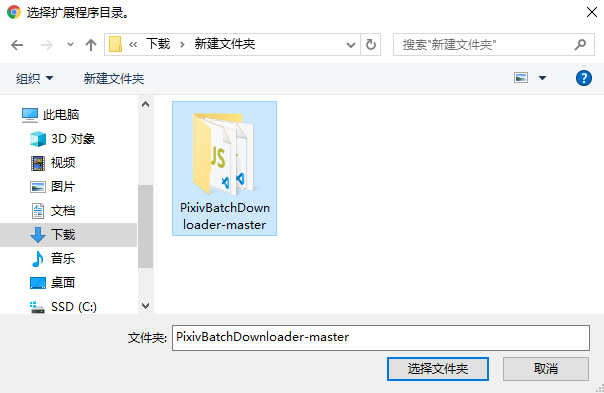 选择扩展程序目录。
« 下载 › 新建文件夹
搜索"新建文件夹"
组织
新建文件夹
?
此电脑
3D 对象
视频
图片
文档
下载
音乐
桌面
SSD (C:)
JS
PixivBatchDown
loader-master
文件夹:
PixivBatchDownloader-master
选择文件夹
取消